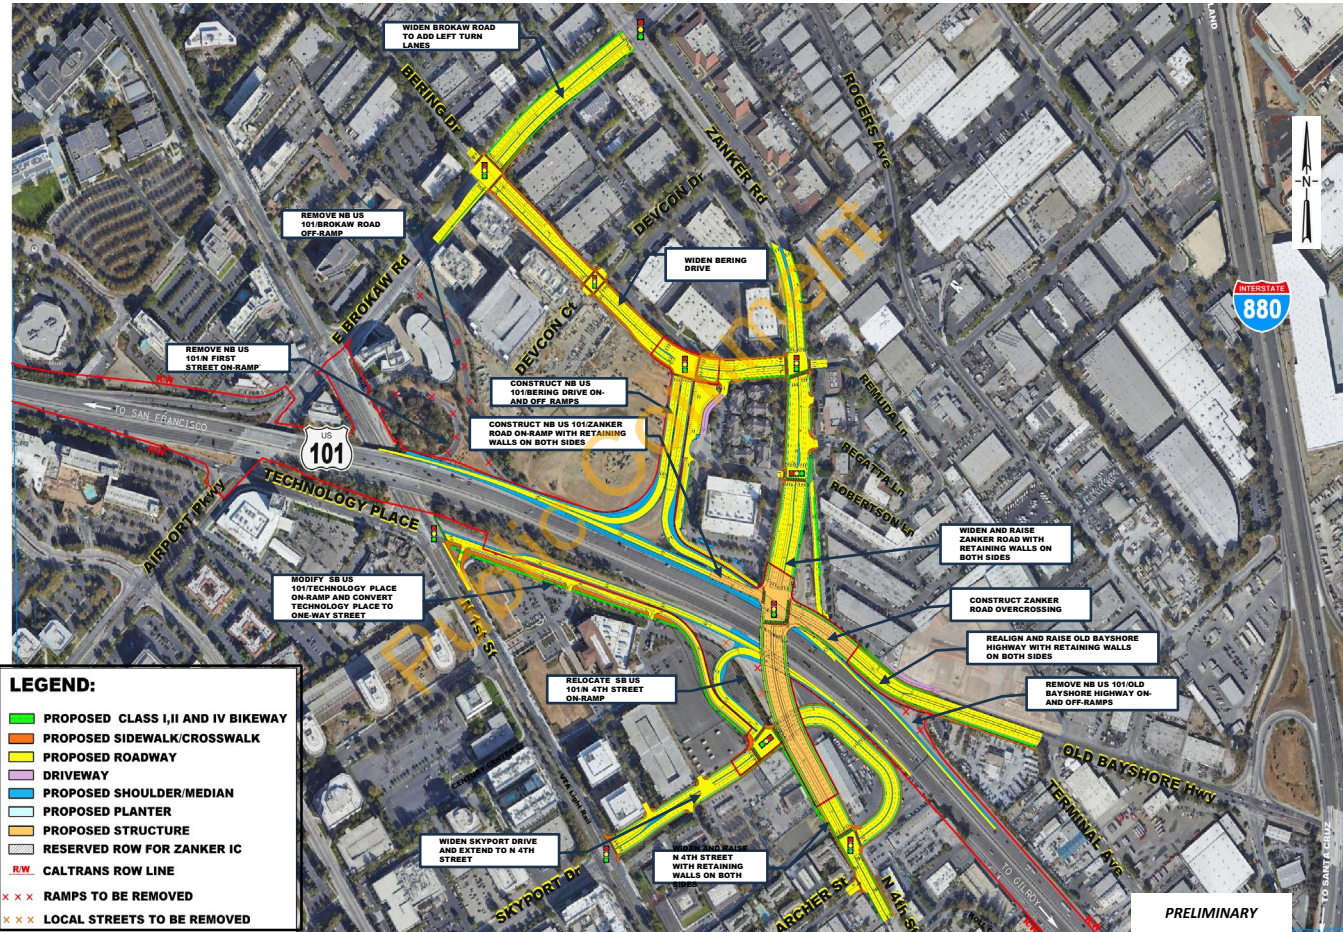 WIDEN BROKAW ROAD
TO ADD LEFT TURN
LANES
BERING Dr
ROGERS Ave
ZANKER Rd
DEVCON Dr
LAND
N
REMOVE NB US
101/BROKAW ROAD
OFF-RAMP
WIDEN BERING
DRIVE
E BROKAW Rd
DEVCON Ct
INTERSTATE
880
REMOVE NB US
101/N FIRST
STREET ON-RAMP
R/W
TO SAN FRANCISCO
US
101
CONSTRUCT NB US
101/BERING DRIVE ON-
AND OFF RAMPS
CONSTRUCT NB US 101/ZANKER
ROAD ON-RAMP WITH RETAINING
WALLS ON BOTH SIDES
REMUDA Ln
REGATTA Ln
ROBERTSON Ln
R/W
TECHNOLOGY PLACE
AIRPORT Pkwy
WIDEN AND RAISE
ZANKER ROAD WITH
RETAINING WALLS ON
BOTH SIDES
MODIFY SB US
101/TECHNOLOGY PLACE
ON-RAMP AND CONVERT
TECHNOLOGY PLACE TO
ONE-WAY STREET
N 1st St
CONSTRUCT ZANKER
ROAD OVERCROSSING
REALIGN AND RAISE OLD BAYSHORE
HIGHWAY WITH RETAINING WALLS
ON BOTH SIDES
RELOCATE SB US
101/N 4TH STREET
ON-RAMP
REMOVE NB US 101/OLD
BAYSHORE HIGHWAY ON-
AND OFF-RAMPS
Public Comment
LEGEND:
PROPOSED CLASS I,II AND IV BIKEWAY
PROPOSED SIDEWALK/CROSSWALK
PROPOSED ROADWAY
DRIVEWAY
PROPOSED SHOULDER/MEDIAN
PROPOSED PLANTER
PROPOSED STRUCTURE
RESERVED ROW FOR ZANKER IC
R/W CALTRANS ROW LINE
× × × RAMPS TO BE REMOVED
× × × LOCAL STREETS TO BE REMOVED
VTA Light Rail
OLD BAYSHORE Hwy
TERMINAL Ave
WIDEN SKYPORT DRIVE
AND EXTEND TO N 4TH
STREET
WIDEN AND RAISE
N 4TH STREET
WITH RETAINING
WALLS ON BOTH
SIDES
SKYPORT Dr
ARCHER St
N 4th St
TO GILROY
R/W
R/W
TO SANTA CRUZ
PRELIMINARY